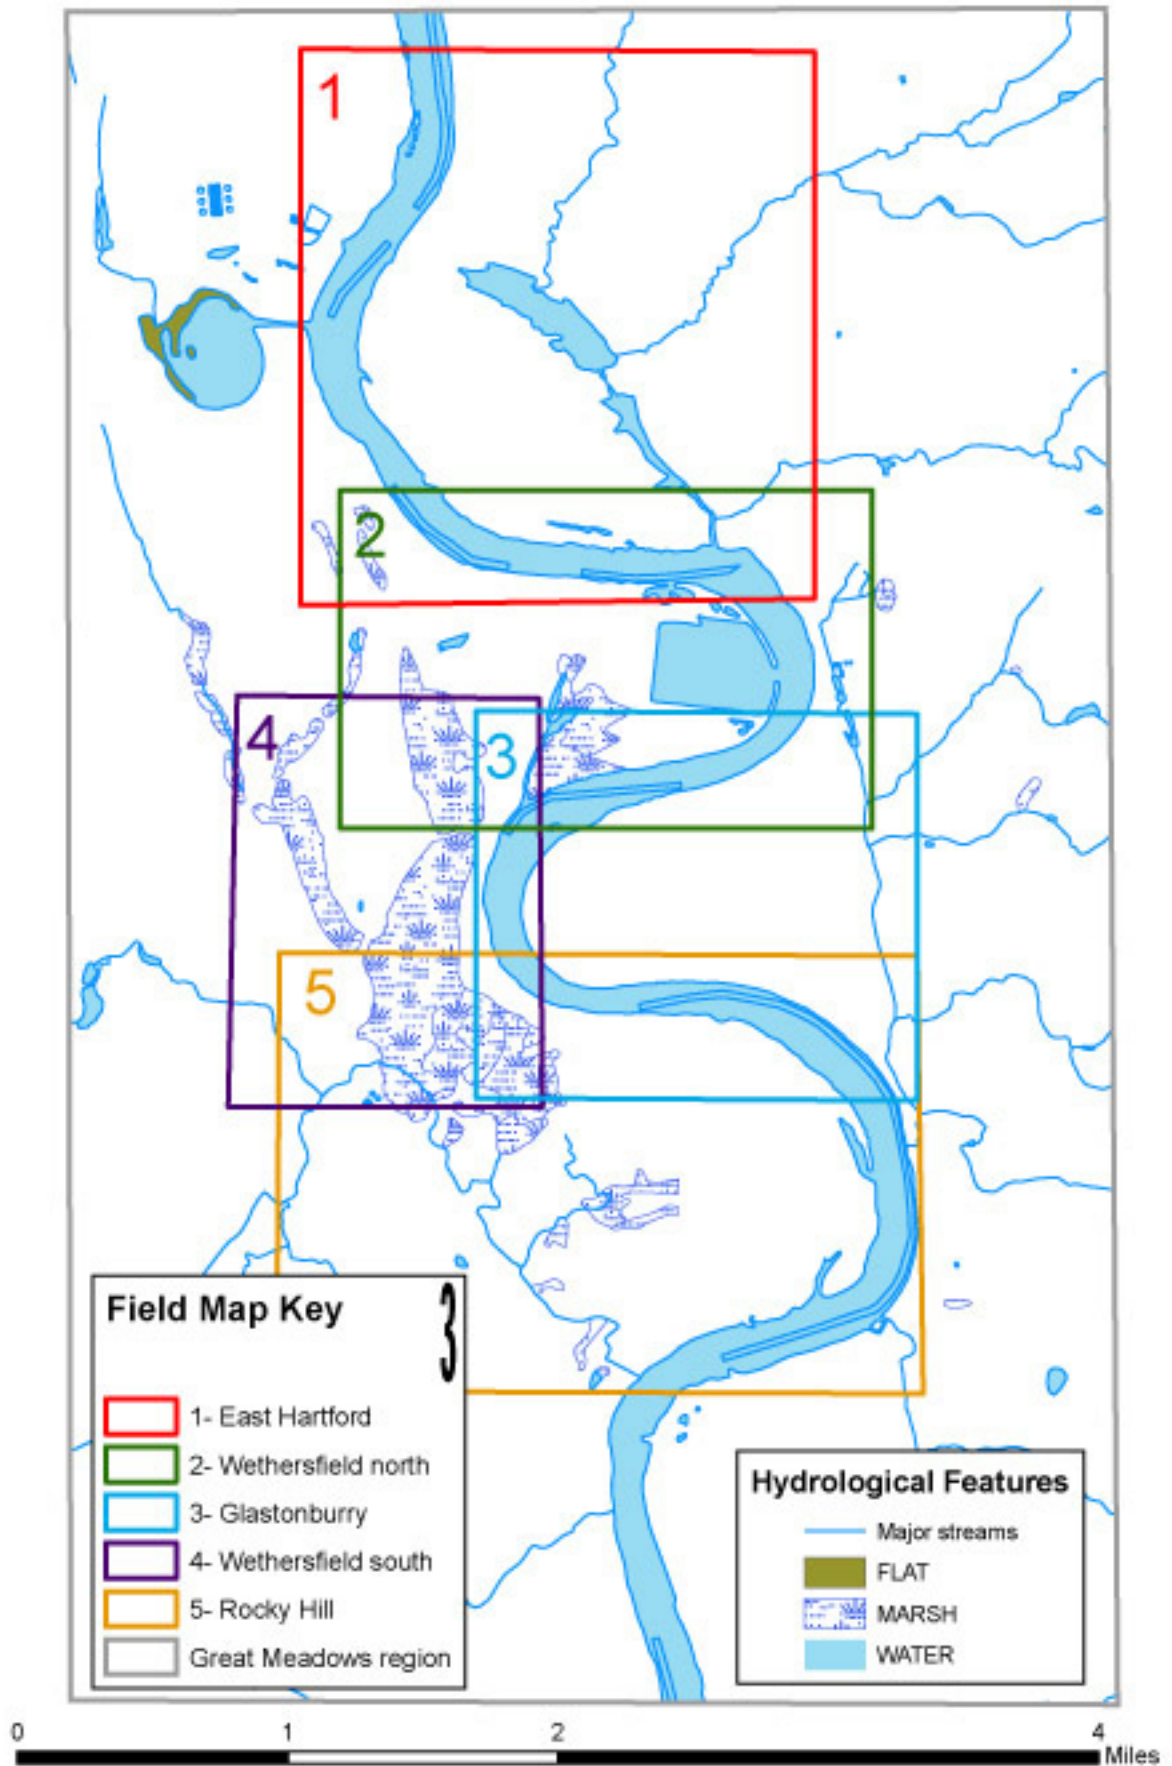 1
2
3
4
5
Field Map Key
1- East Hartford
2- Wethersfield north
3- Glastonburry
4- Wethersfield south
5- Rocky Hill
Great Meadows region
Hydrological Features
Major streams
FLAT
MARSH
WATER
0 1 2 4
Miles